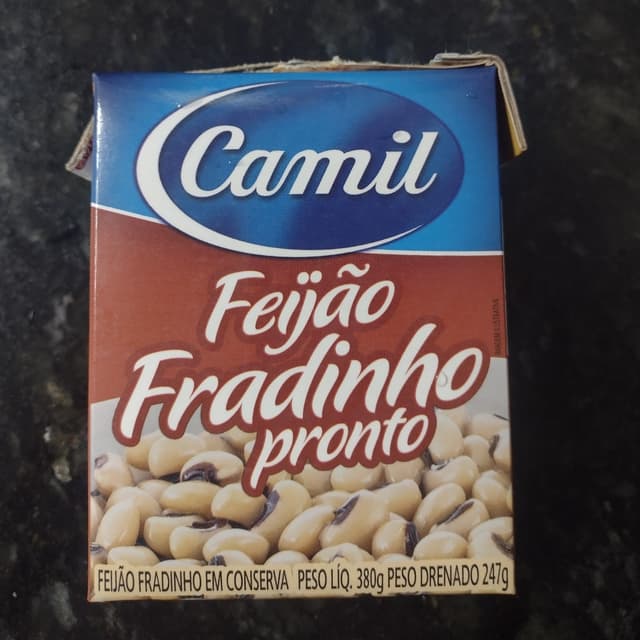 Camil
Feijão
Fradinho
pronto
FEIJÃO FRADINHO EM CONSERVA PESO LÍQ. 380g PESO DRENADO 247g